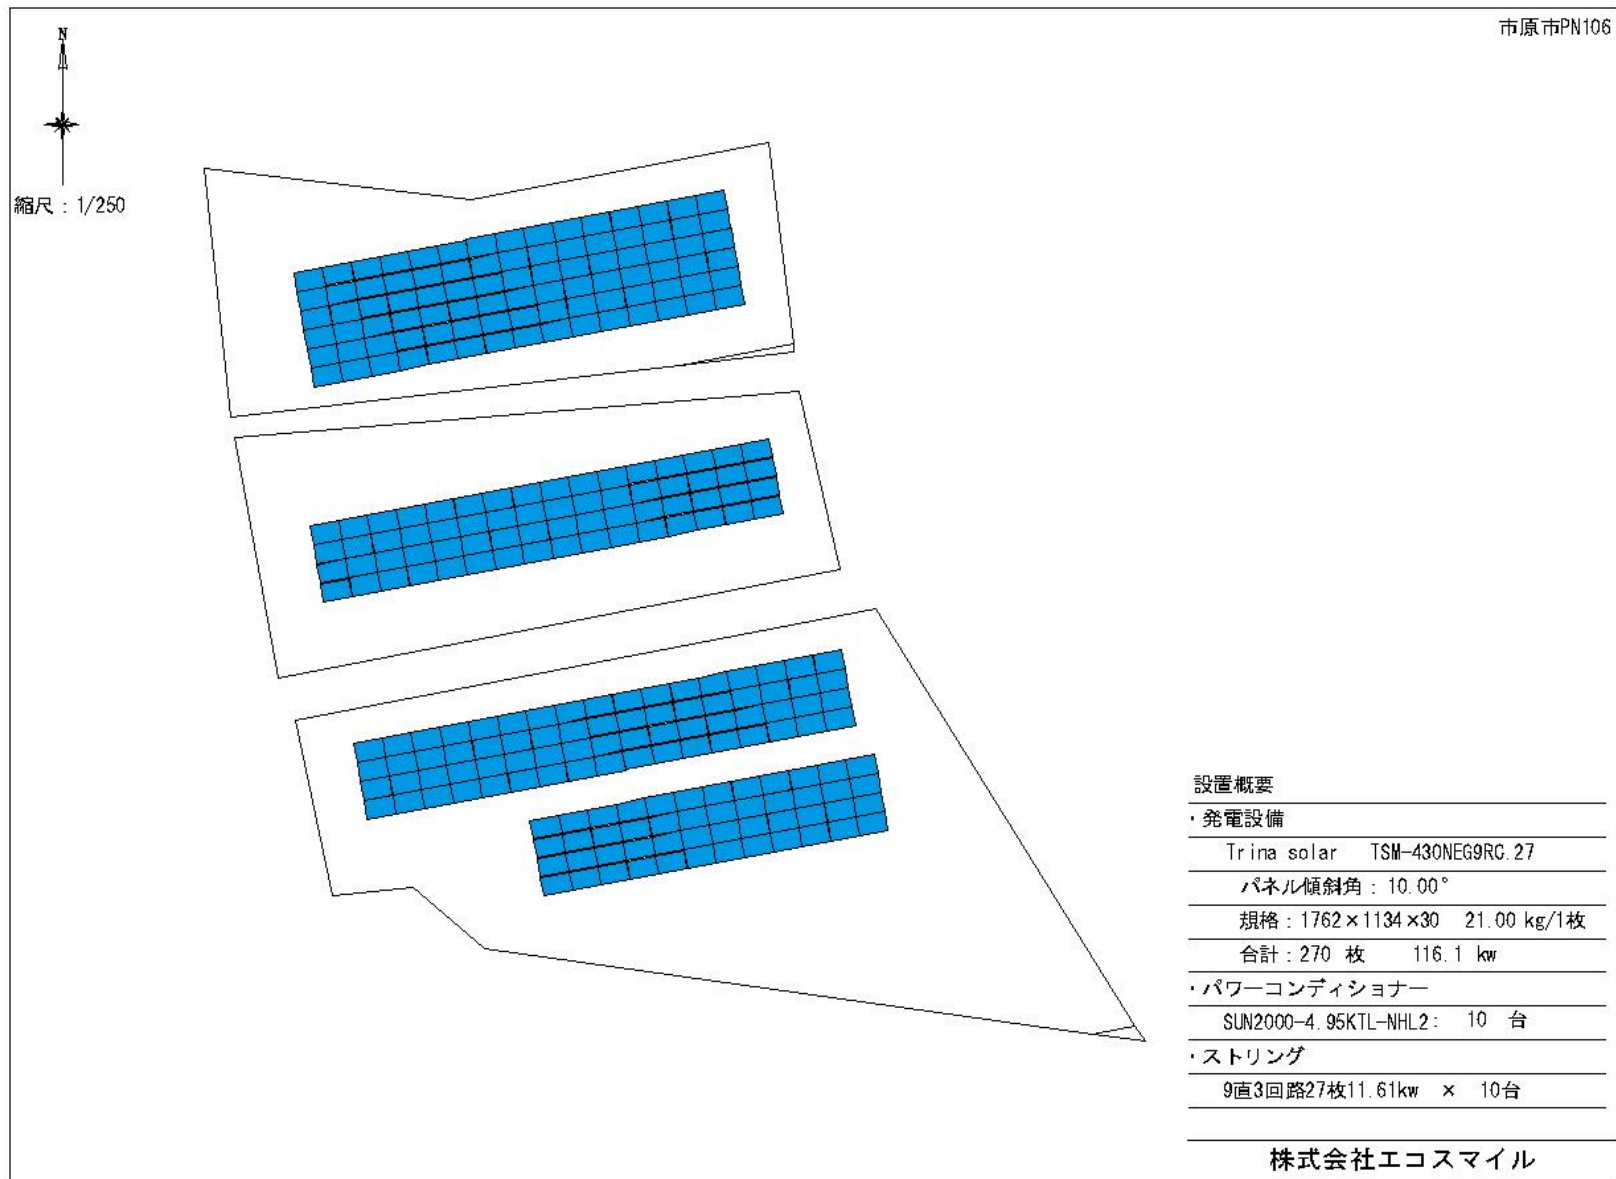 市原市PN106
N
縮尺：1/250
設置概要
・発電設備
Trina solar TSM-430NEG9RC.27
パネル傾斜角：10.00°
規格：1762×1134×30 21.00 kg/1枚
合計：270 枚 116.1 kw
・パワーコンディショナー
SUN2000-4.95KTL-NHL2： 10 台
・ストリング
9直3回路27枚11.61kw × 10台
株式会社エコスマイル